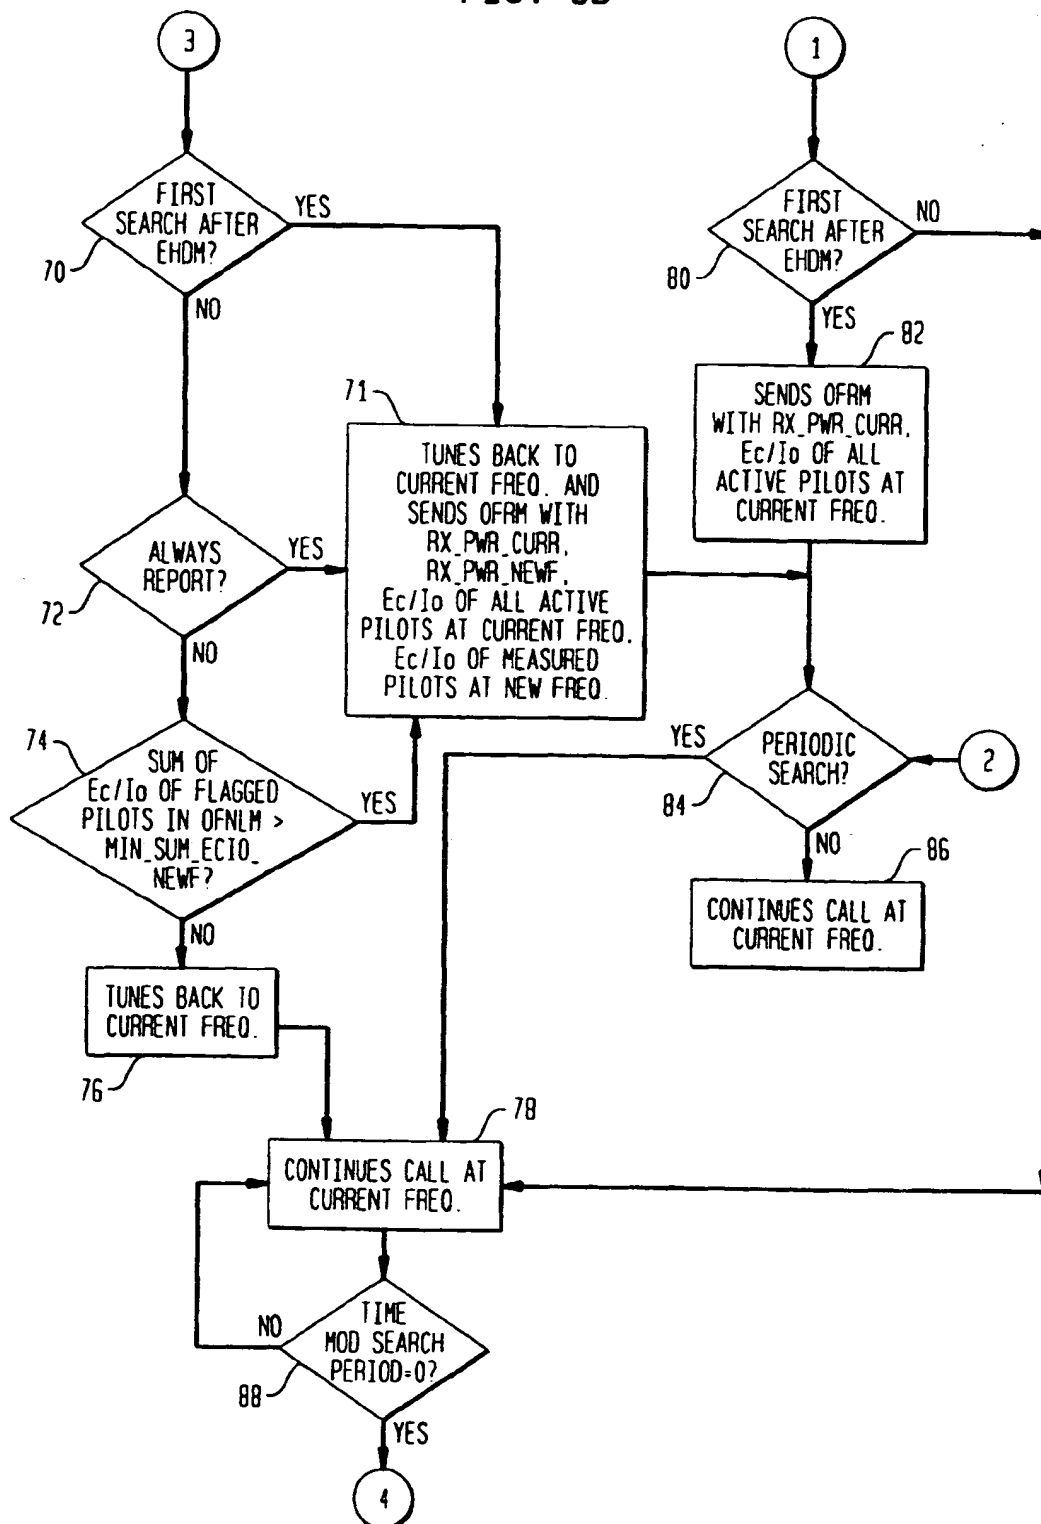 3
1
FIRST
SEARCH AFTER
EHDM?
YES
70
NO
FIRST
SEARCH AFTER
EHDM?
NO
80
YES
82
SENDS OFRM
WITH RX_PWR_CURR,
Ec/Io OF ALL
ACTIVE PILOTS AT
CURRENT FREQ.
71
TUNES BACK TO
CURRENT FREQ. AND
SENDS OFRM WITH
RX_PWR_CURR,
RX_PWR_NEWF,
Ec/Io OF ALL ACTIVE
PILOTS AT CURRENT FREQ.
Ec/Io OF MEASURED
PILOTS AT NEW FREQ.
ALWAYS
REPORT?
YES
72
NO
74
SUM OF
Ec/Io OF FLAGGED
PILOTS IN OFNLM >
MIN_SUM_ECIO_
NEWF?
YES
NO
YES
PERIODIC
SEARCH?
2
84
NO
86
CONTINUES CALL AT
CURRENT FREQ.
TUNES BACK TO
CURRENT FREQ.
76
78
CONTINUES CALL AT
CURRENT FREQ.
TIME
MOD SEARCH
PERIOD=0?
NO
88
YES
4